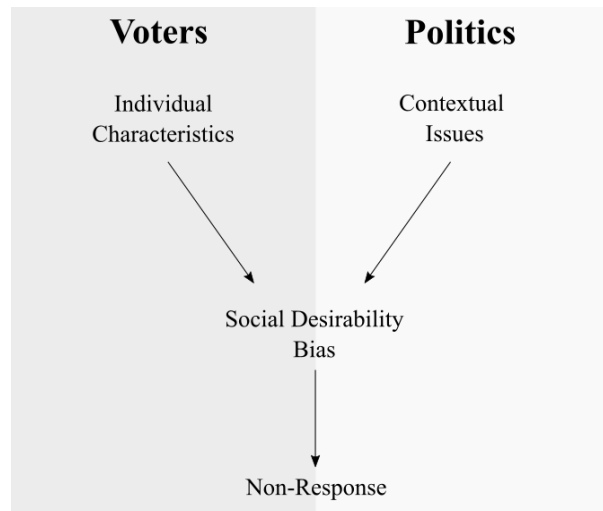 Voters
Politics
Individual
Characteristics
Contextual
Issues
Social Desirability
Bias
Non-Response